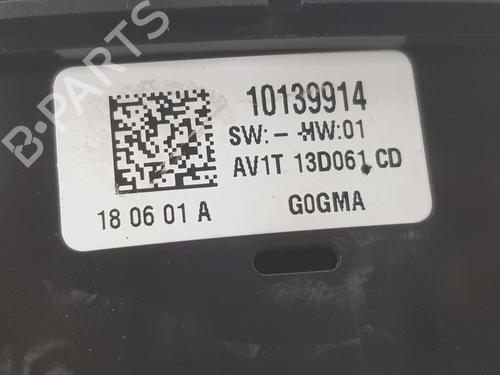 B-PARTS
10139914
SW:- HW:01
AV1T 13D061 CD
18 06 01 A
G0GMA